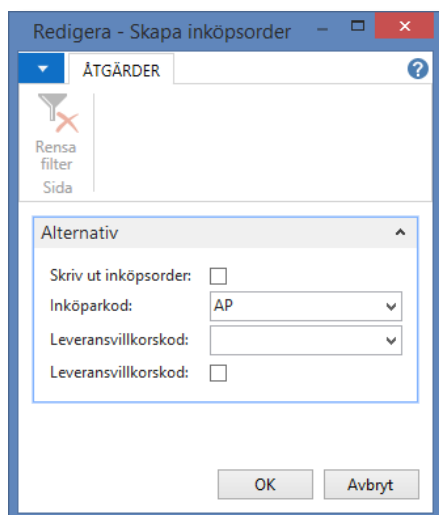 Redigera - Skapa inköpsorder
ÅTGÄRDER
Rensa
filter
Sida
Alternativ
Skriv ut inköpsorder:
Inköparkod: AP
Leveransvillkorskod:
Leveransvillkorskod:
OK Avbryt